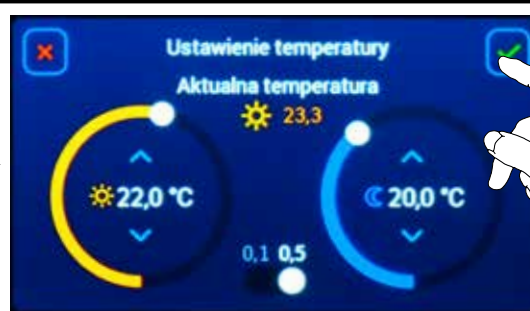 Ustawienie temperatury
Aktualna temperatura
23,3
22,0 °C
20,0 °C
0,1 0,5